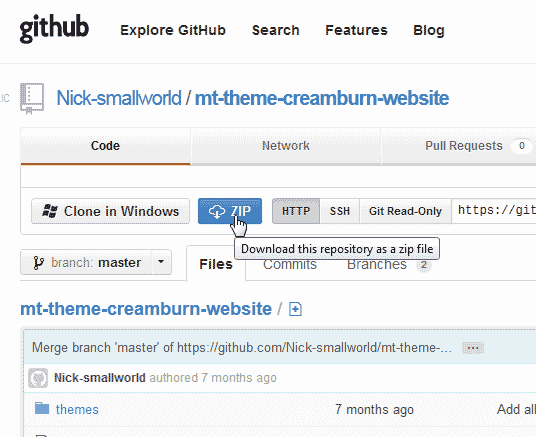 github Explore GitHub Search Features Blog
Nick-smallworld / mt-theme-creamburn-website
Code Network Pull Requests 0
Clone in Windows ZIP HTTP SSH Git Read-Only https://git
Download this repository as a zip file
branch: master Files Commits Branches 2
mt-theme-creamburn-website /
Merge branch 'master' of https://github.com/Nick-smallworld/mt-theme-... ...
Nick-smallworld authored 7 months ago
themes 7 months ago Add all